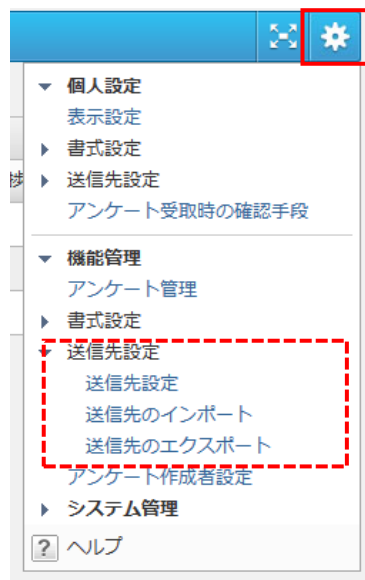 個人設定
表示設定
書式設定
送信先設定
アンケート受取時の確認手段
機能管理
アンケート管理
書式設定
送信先設定
送信先設定
送信先のインポート
送信先のエクスポート
アンケート作成者設定
システム管理
? ヘルプ